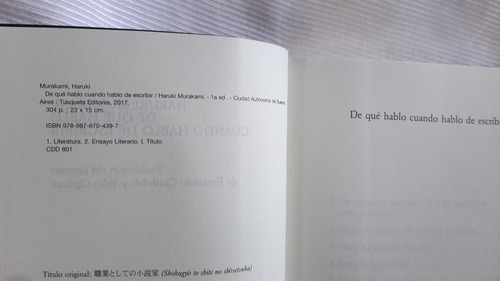 Murakami, Haruki
De qué hablo cuando hablo de escribir / Haruki Murakami. - 1a ed . - Ciudad Autónoma de Buenos
Aires : Tusquets Editores, 2017.
304 p. ; 23 x 15 cm.
ISBN 978-987-670-439-7
1. Literatura. 2. Ensayo Literario. I. Título.
CDD 801
Título original: 職業としての小説家 (Shokugyō to shite no shōsetsuka)
De qué hablo cuando hablo de escribir